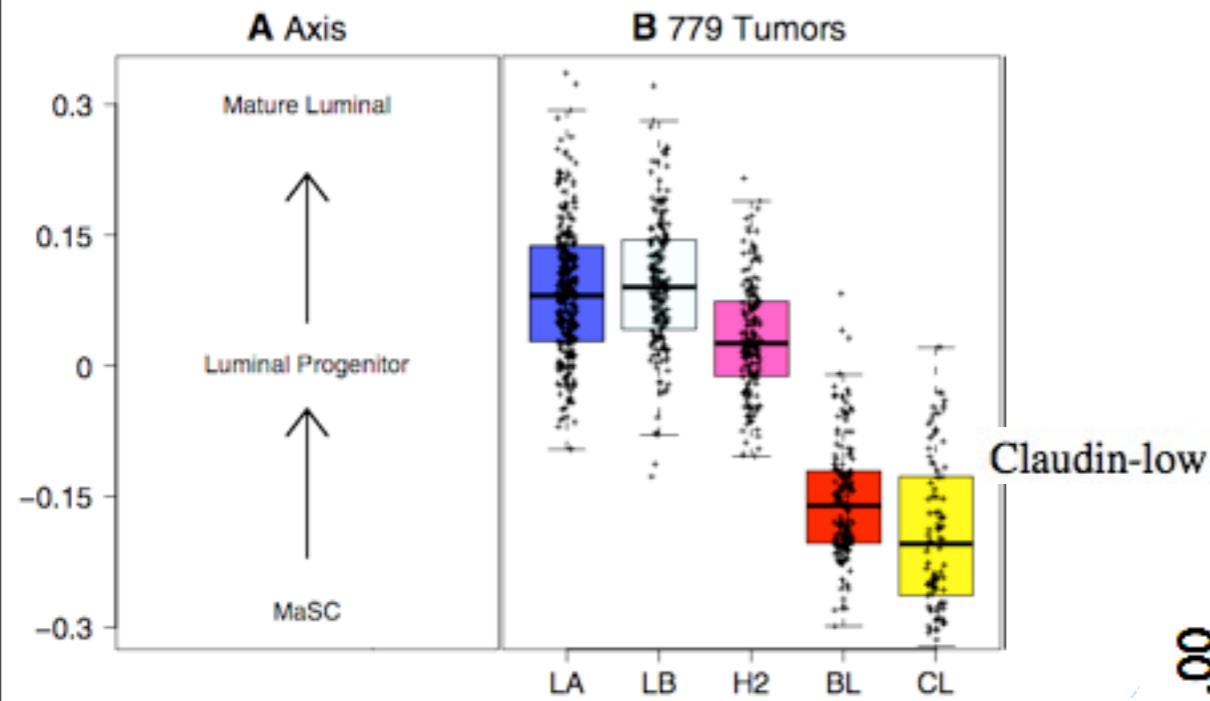 A Axis
B 779 Tumors
0.3
0.15
0
−0.15
−0.3
Mature Luminal
Luminal Progenitor
MaSC
Claudin-low
LA
LB
H2
BL
CL
.00